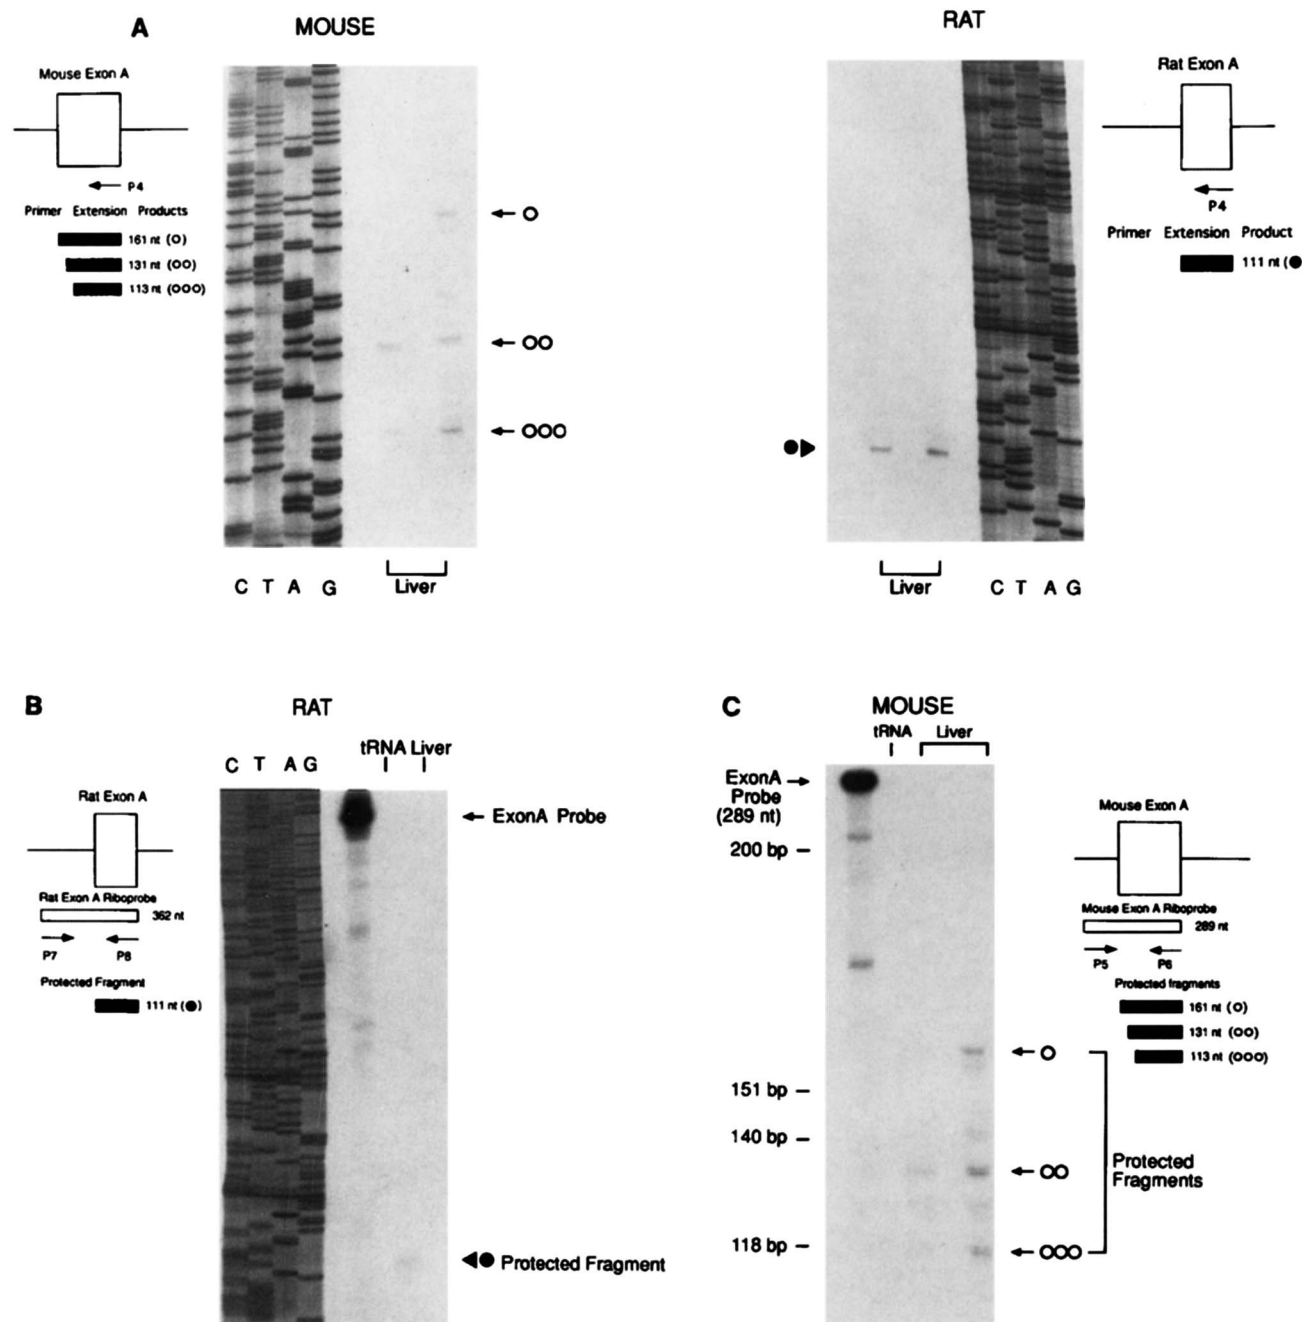 A
MOUSE
Mouse Exon A
P4
Primer Extension Products
161 nt (O)
131 nt (OO)
113 nt (OOO)
O
OO
OOO
C T A G
Liver
RAT
Rat Exon A
P4
Primer Extension Product
111 nt (●
●
Liver
C T A G
B
RAT
C T A G
tRNA Liver
Rat Exon A
Rat Exon A Riboprobe
362 nt
P7 P8
Protected Fragment
111 nt (●)
← ExonA Probe
● Protected Fragment
C
MOUSE
tRNA Liver
ExonA →
Probe
(289 nt)
200 bp –
151 bp –
140 bp –
118 bp –
← O
← OO
← OOO
Protected
Fragments
Mouse Exon A
Mouse Exon A Riboprobe
289 nt
P5 P6
Protected fragments
161 nt (O)
131 nt (OO)
113 nt (OOO)